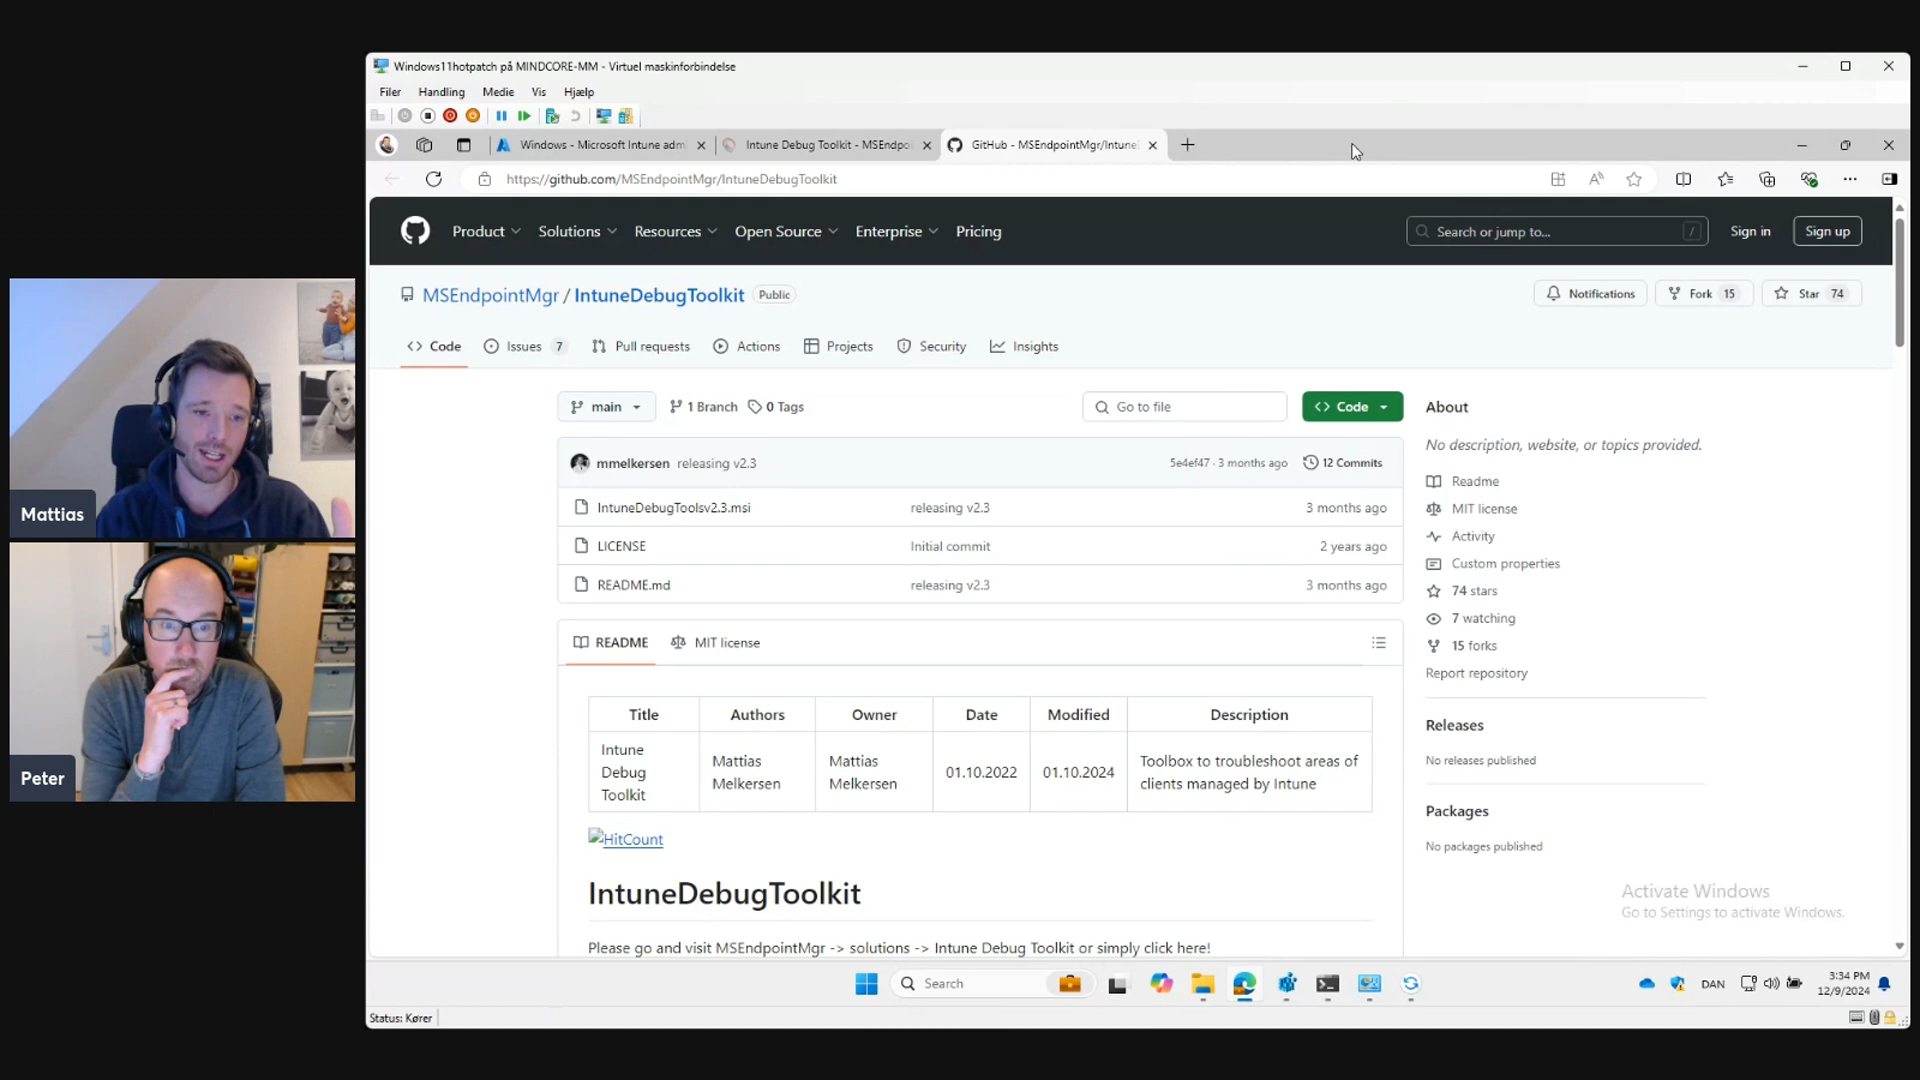 Windows11hotpatch på MINDCORE-MM - Virtuel maskinforbindelse
Filer Handling Medie Vis Hjælp
Windows - Microsoft Intune adm
Intune Debug Toolkit - MSEndpo
GitHub - MSEndpointMgr/Intune
https://github.com/MSEndpointMgr/IntuneDebugToolkit
Product Solutions Resources Open Source Enterprise Pricing
Search or jump to... /
Sign in
Sign up
MSEndpointMgr / IntuneDebugToolkit Public
Notifications
Fork 15
Star 74
Code Issues 7 Pull requests Actions Projects Security Insights
main
1 Branch 0 Tags
Go to file
Code
mmelkersen releasing v2.3 5e4ef47 · 3 months ago 12 Commits
IntuneDebugToolsv2.3.msi releasing v2.3 3 months ago
LICENSE Initial commit 2 years ago
README.md releasing v2.3 3 months ago
README MIT license
Title Authors Owner Date Modified Description
Intune Debug Toolkit
Mattias Melkersen
Mattias Melkersen
01.10.2022
01.10.2024
Toolbox to troubleshoot areas of
clients managed by Intune
HitCount
IntuneDebugToolkit
Please go and visit MSEndpointMgr -> solutions -> Intune Debug Toolkit or simply click here!
About
No description, website, or topics provided.
Readme
MIT license
Activity
Custom properties
74 stars
7 watching
15 forks
Report repository
Releases
No releases published
Packages
No packages published
Activate Windows
Go to Settings to activate Windows.
Mattias
Peter
Search
DAN
3:34 PM
12/9/2024
Status: Kører